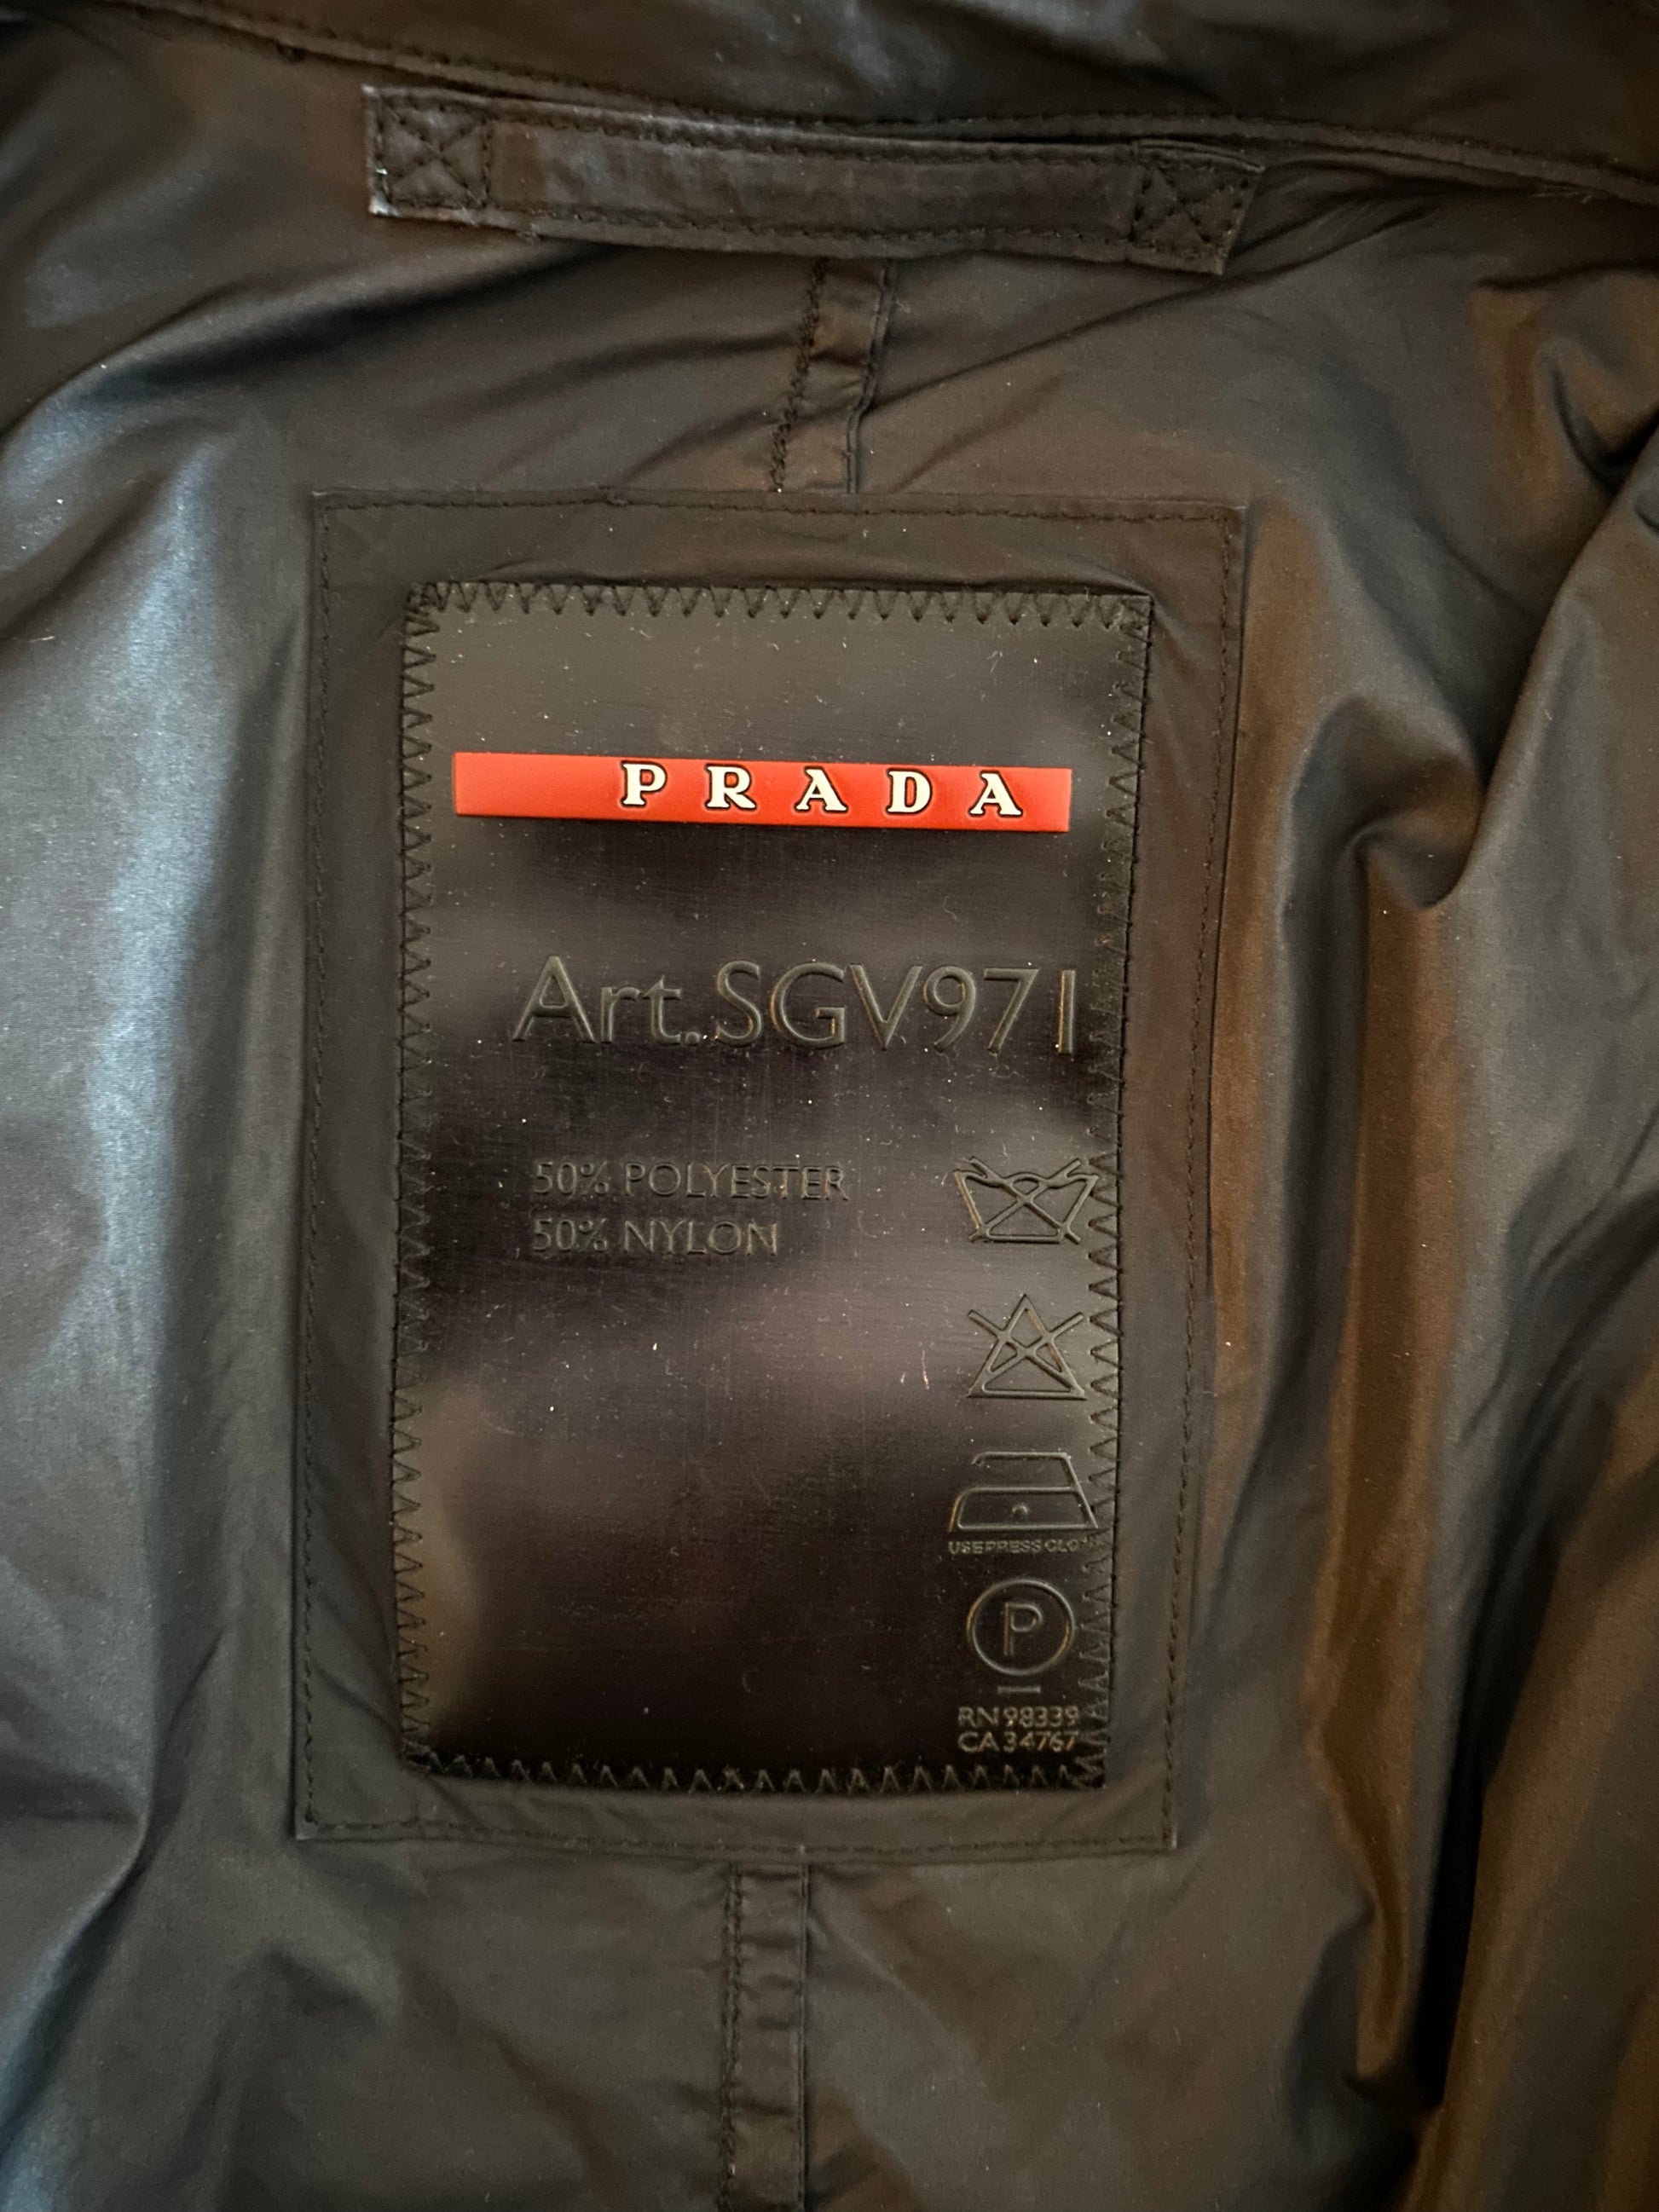 PRADA
Art.SGV971
50% POLYESTER
50% NYLON
USE PRESS CLOTH
P
RN 98339
CA 34767